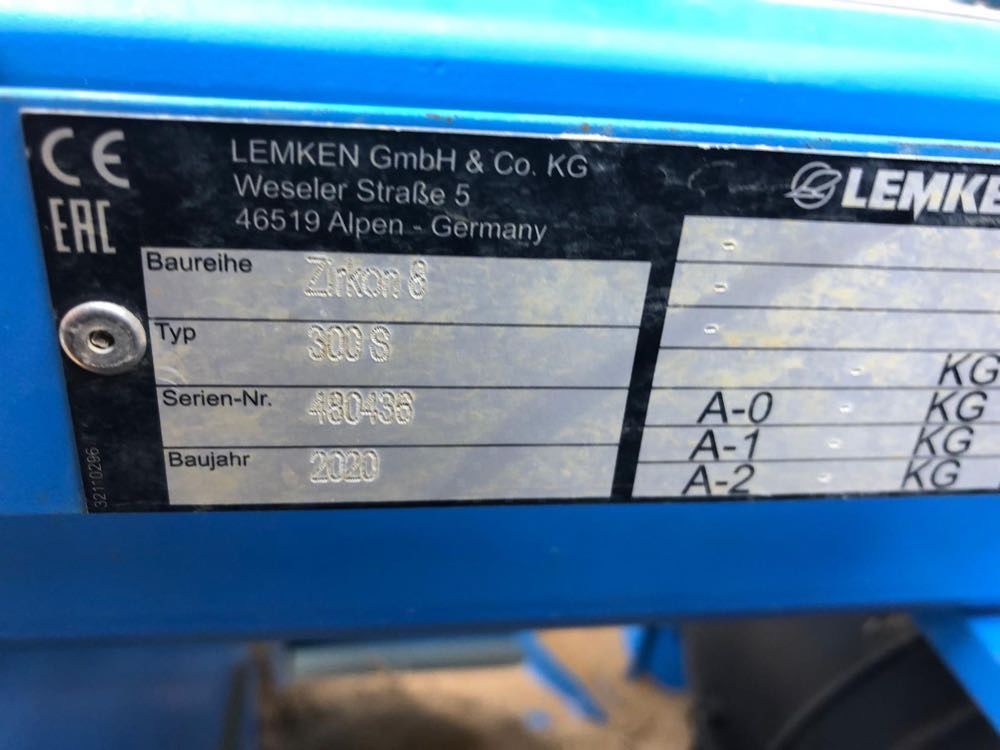 CE
EAC
LEMKEN GmbH & Co. KG
Weseler Straße 5
46519 Alpen - Germany
LEMKE
Baureihe Zirkon 8
Typ 300 S
Serien-Nr. 480436
Baujahr 2020
-
-
-
- KG
A-0 - KG
A-1 - KG
A-2 - KG
32110296